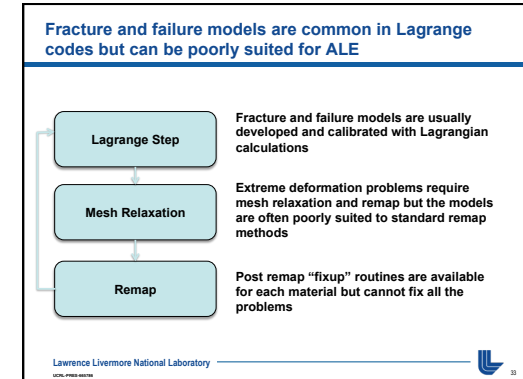 Fracture and failure models are common in Lagrange
codes but can be poorly suited for ALE
Lagrange Step
Fracture and failure models are usually
developed and calibrated with Lagrangian
calculations
Mesh Relaxation
Extreme deformation problems require
mesh relaxation and remap but the models
are often poorly suited to standard remap
methods
Remap
Post remap “fixup” routines are available
for each material but cannot fix all the
problems
Lawrence Livermore National Laboratory
33